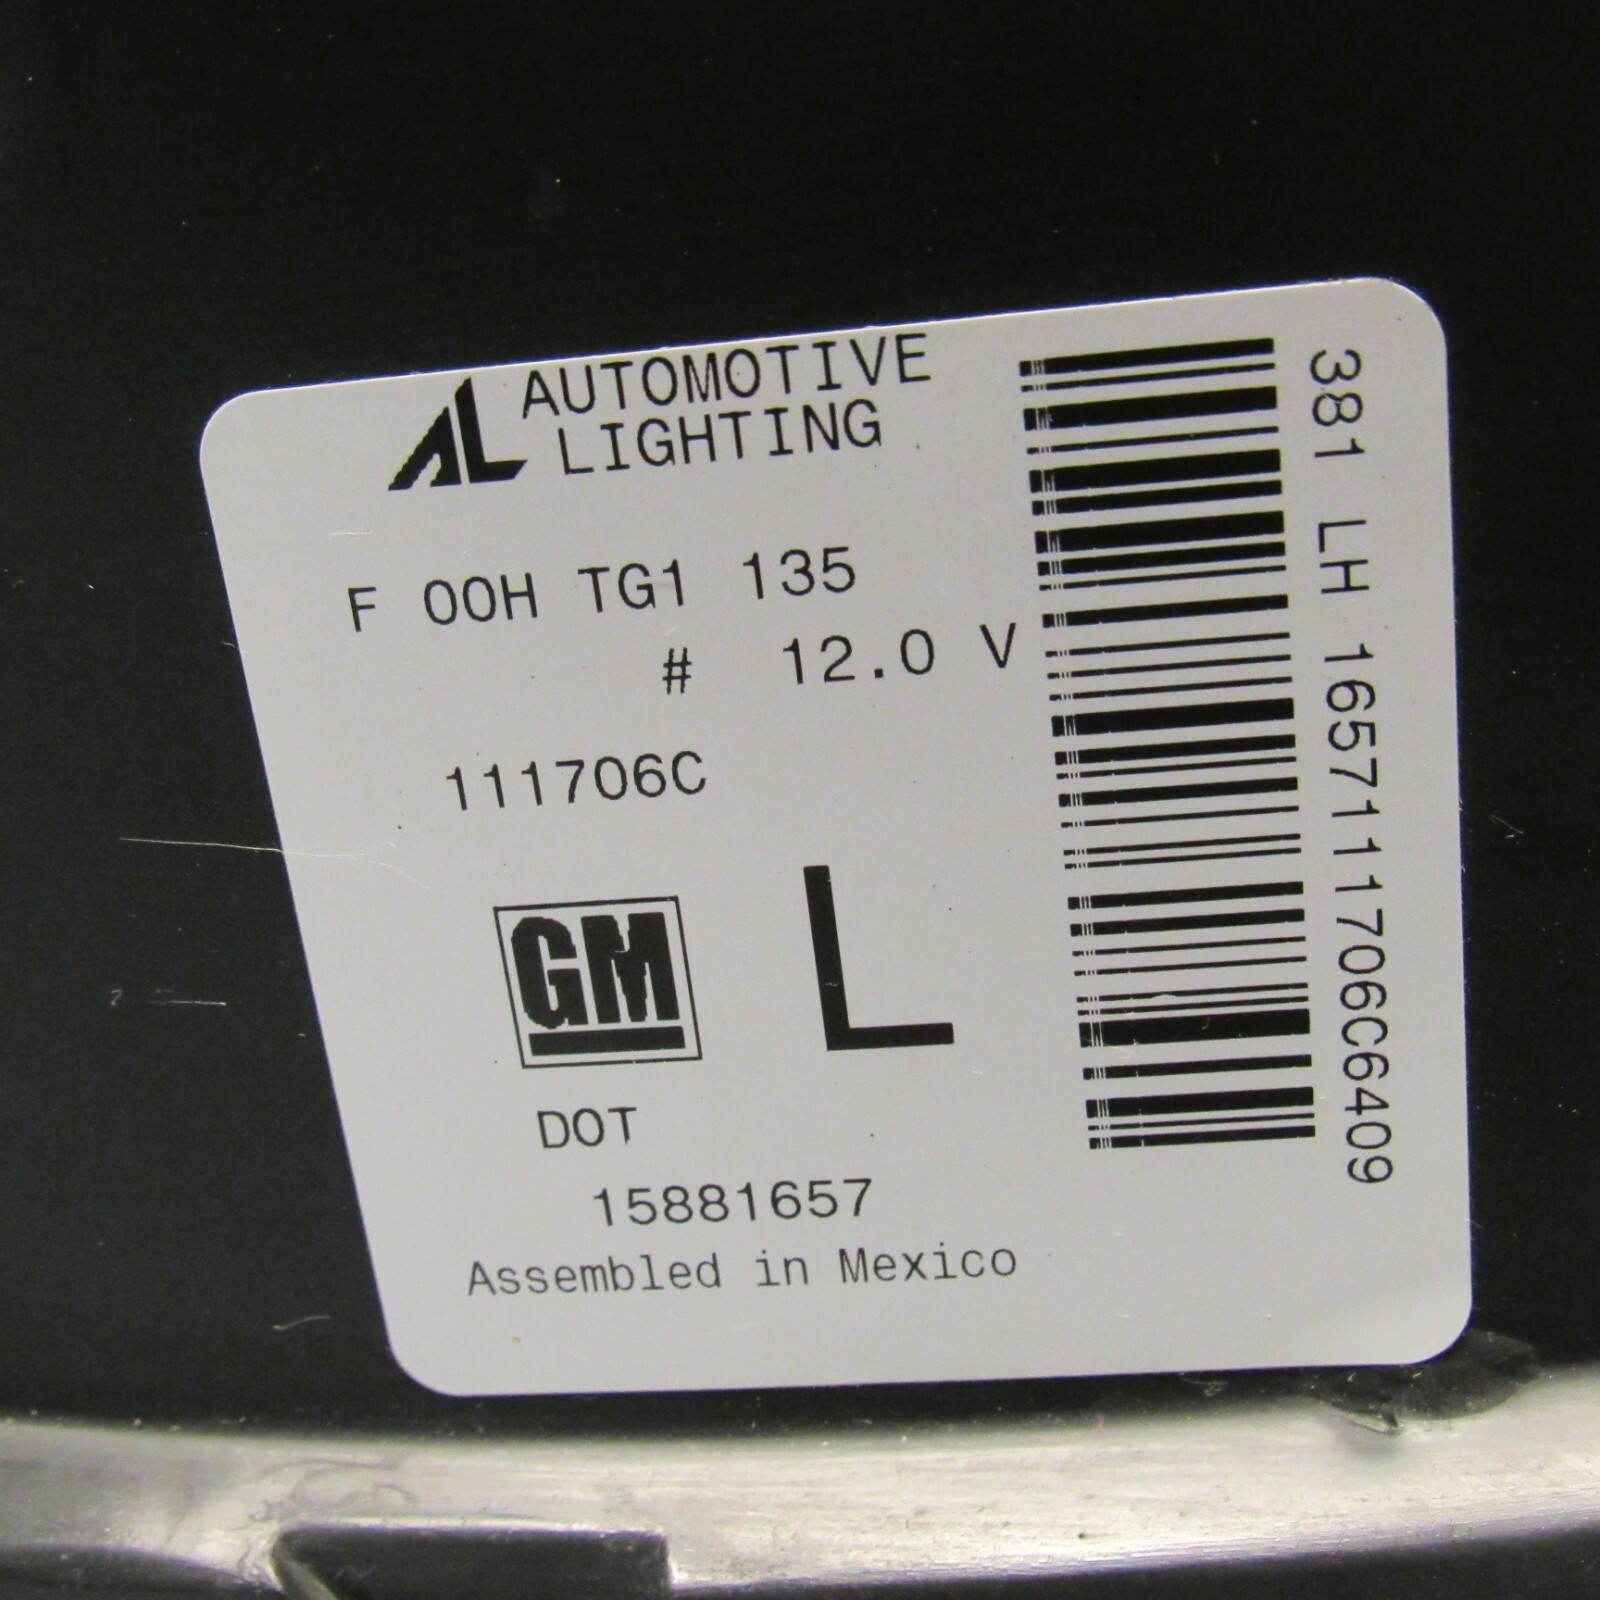 AL AUTOMOTIVE
LIGHTING
F 00H TG1 135
# 12.0 V
111706C
GM L
DOT
15881657
Assembled in Mexico
381 LH 1657111706C6409